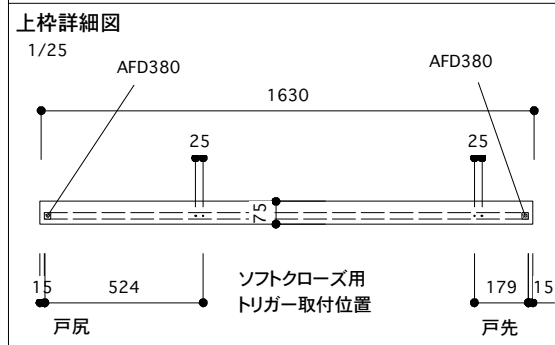 上枠詳細図
1/25
AFD380
AFD380
1630
25
25
75
15
524
ソフトクローズ用
トリガー取付位置
179
15
戸尻
戸先